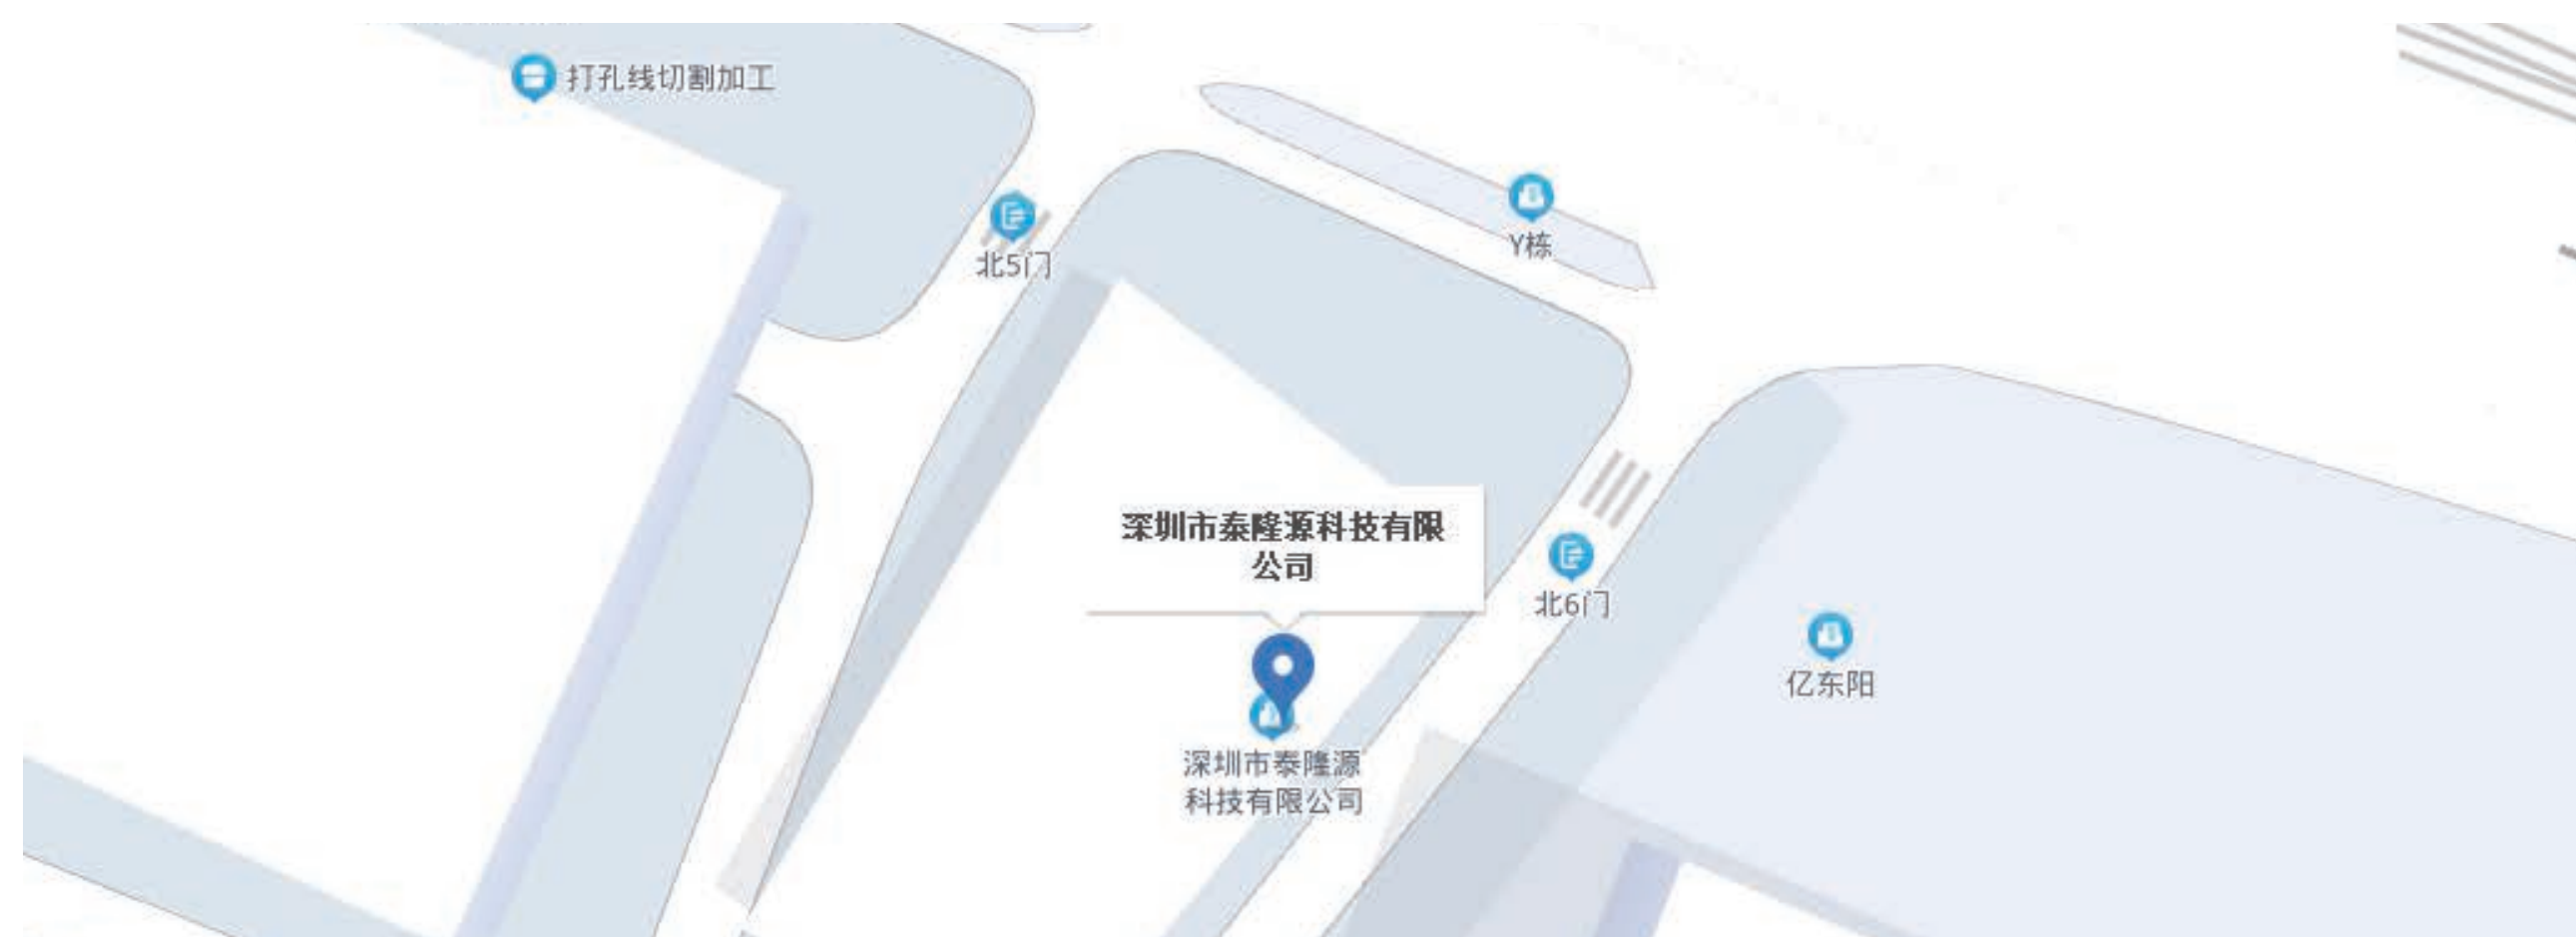 打孔线切割加工
北5门
Y栋
深圳市泰隆源科技有限
公司
北6门
亿东阳
深圳市泰隆源
科技有限公司